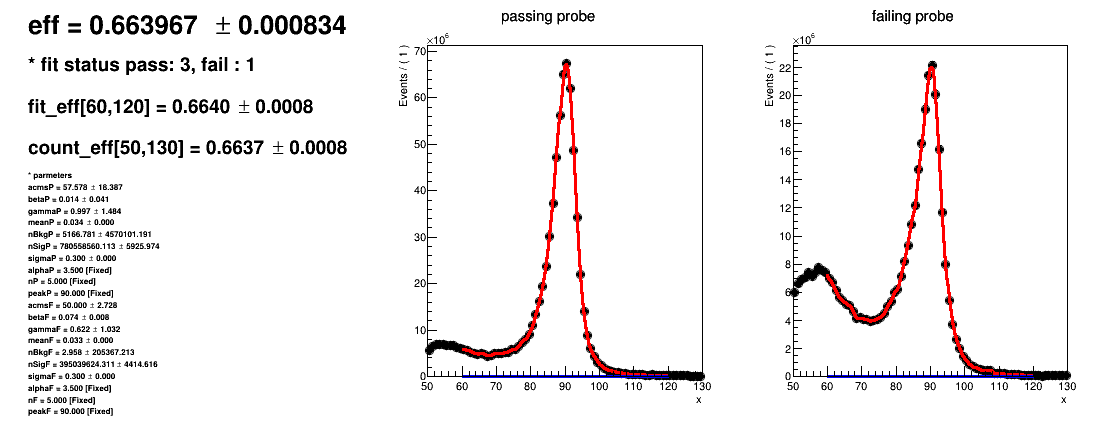 eff = 0.663967 ± 0.000834
* fit status pass: 3, fail : 1
fit_eff[60,120] = 0.6640 ± 0.0008
count_eff[50,130] = 0.6637 ± 0.0008
* parmeters
acmsP = 57.578 ± 18.387
betaP = 0.014 ± 0.041
gammaP = 0.997 ± 1.484
meanP = 0.034 ± 0.000
nBkgP = 5166.781 ± 4570101.191
nSigP = 780558560.113 ± 5925.974
sigmaP = 0.300 ± 0.000
alphaP = 3.500 [Fixed]
nP = 5.000 [Fixed]
peakP = 90.000 [Fixed]
acmsF = 50.000 ± 2.728
betaF = 0.074 ± 0.008
gammaF = 0.622 ± 1.032
meanF = 0.033 ± 0.000
nBkgF = 2.958 ± 205367.213
nSigF = 395039624.311 ± 4414.616
sigmaF = 0.300 ± 0.000
alphaF = 3.500 [Fixed]
nF = 5.000 [Fixed]
peakF = 90.000 [Fixed]
passing probe
×10⁶
Events / ( 1 )
70
60
50
40
30
20
10
0
50 60 70 80 90 100 110 120 130
x
failing probe
×10⁶
Events / ( 1 )
22
20
18
16
14
12
10
8
6
4
2
0
50 60 70 80 90 100 110 120 130
x